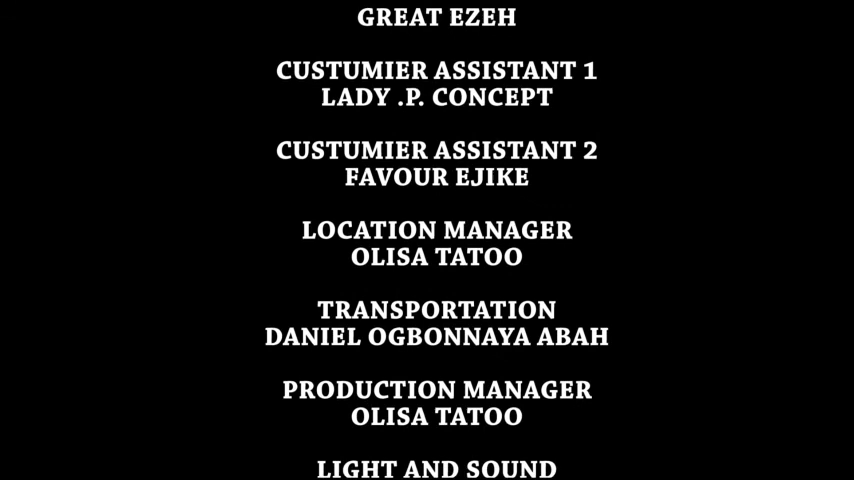 GREAT EZEH
CUSTUMIER ASSISTANT 1
LADY .P. CONCEPT
CUSTUMIER ASSISTANT 2
FAVOUR EJIKE
LOCATION MANAGER
OLISA TATOO
TRANSPORTATION
DANIEL OGBONNAYA ABAH
PRODUCTION MANAGER
OLISA TATOO
LIGHT AND SOUND